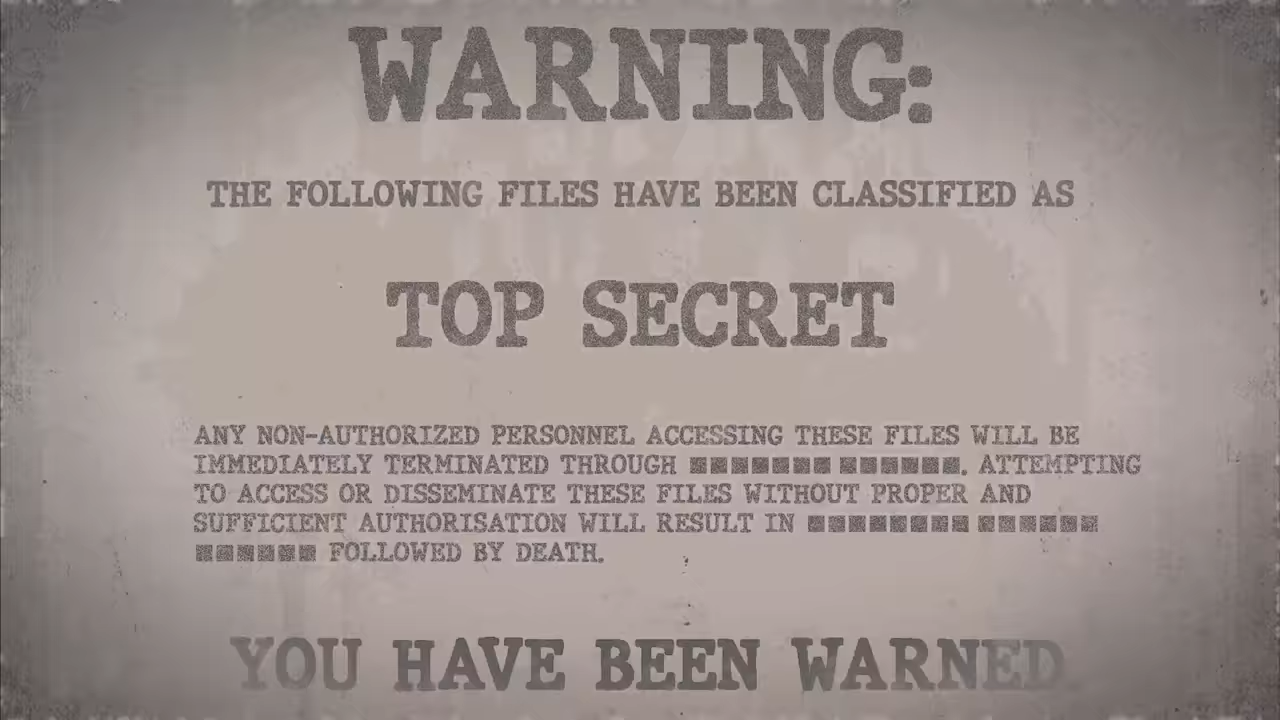 WARNING:
THE FOLLOWING FILES HAVE BEEN CLASSIFIED AS
TOP SECRET
ANY NON-AUTHORIZED PERSONNEL ACCESSING THESE FILES WILL BE
IMMEDIATELY TERMINATED THROUGH ■■■■■■■ ■■■■■■. ATTEMPTING
TO ACCESS OR DISSEMINATE THESE FILES WITHOUT PROPER AND
SUFFICIENT AUTHORISATION WILL RESULT IN ■■■■■■■■ ■■■■■■
■■■■■■ FOLLOWED BY DEATH.
YOU HAVE BEEN WARNED.